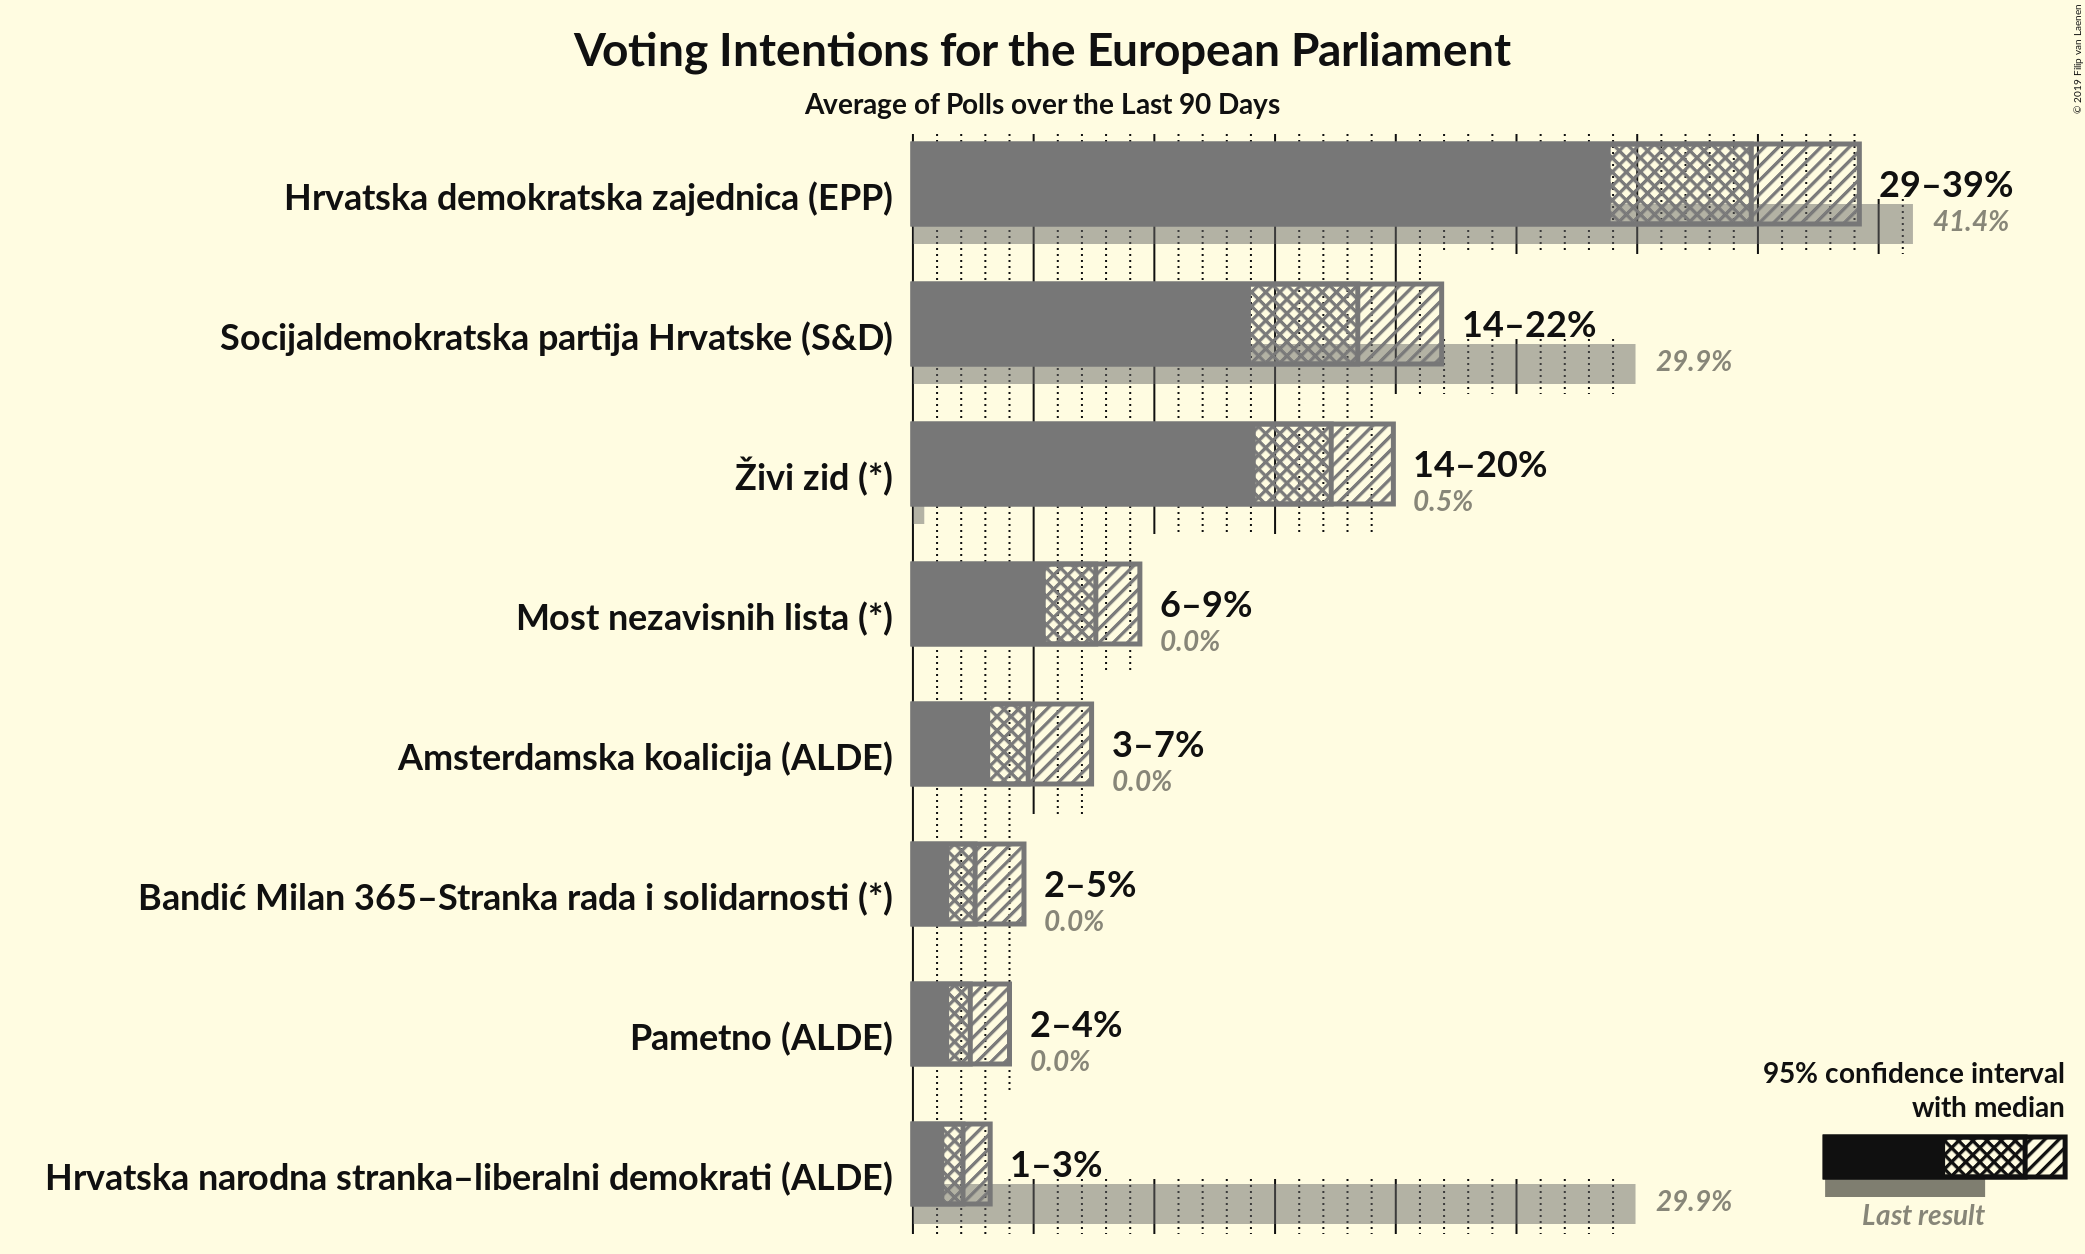 Voting Intentions for the European Parliament
Average of Polls over the Last 90 Days
© 2019 Filip van Laenen
Hrvatska demokratska zajednica (EPP)
29–39%
41.4%
Socijaldemokratska partija Hrvatske (S&D)
14–22%
29.9%
Živi zid (*)
14–20%
0.5%
Most nezavisnih lista (*)
6–9%
0.0%
Amsterdamska koalicija (ALDE)
3–7%
0.0%
Bandić Milan 365–Stranka rada i solidarnosti (*)
2–5%
0.0%
Pametno (ALDE)
2–4%
0.0%
Hrvatska narodna stranka–liberalni demokrati (ALDE)
1–3%
29.9%
95% confidence interval
with median
Last result